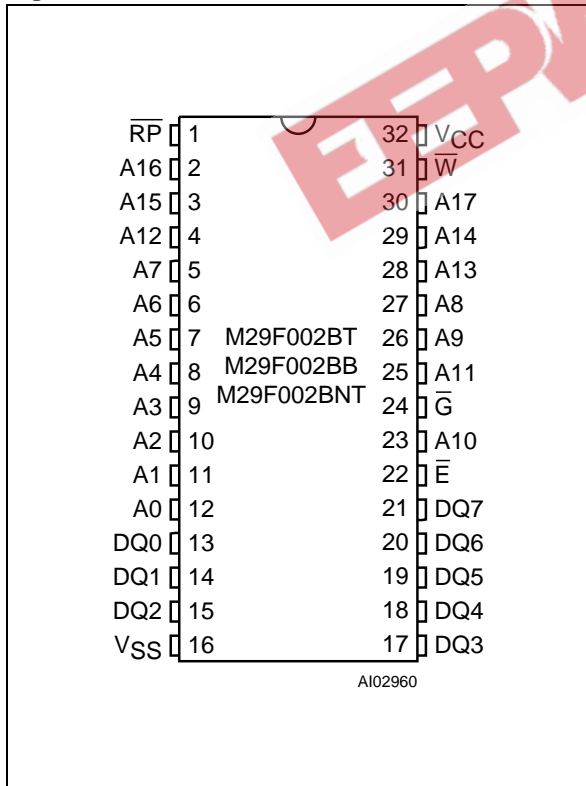 R̅P̅ 1 32 VCC
A16 2 31 W̅
A15 3 30 A17
A12 4 29 A14
A7 5 28 A13
A6 6 27 A8
A5 7 M29F002BT 26 A9
A4 8 M29F002BB 25 A11
A3 9 M29F002BNT 24 G̅
A2 10 23 A10
A1 11 22 E̅
A0 12 21 DQ7
DQ0 13 20 DQ6
DQ1 14 19 DQ5
DQ2 15 18 DQ4
VSS 16 17 DQ3
AI02960